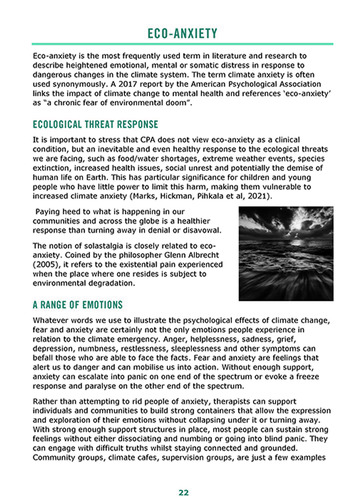 ECO-ANXIETY
Eco-anxiety is the most frequently used term in literature and research to
describe heightened emotional, mental or somatic distress in response to
dangerous changes in the climate system. The term climate anxiety is often
used synonymously. A 2017 report by the American Psychological Association
links the impact of climate change to mental health and references ‘eco-anxiety’
as “a chronic fear of environmental doom”.
ECOLOGICAL THREAT RESPONSE
It is important to stress that CPA does not view eco-anxiety as a clinical
condition, but an inevitable and even healthy response to the ecological threats
we are facing, such as food/water shortages, extreme weather events, species
extinction, increased health issues, social unrest and potentially the demise of
human life on Earth. This has particular significance for children and young
people who have little power to limit this harm, making them vulnerable to
increased climate anxiety (Marks, Hickman, Pihkala et al, 2021).
Paying heed to what is happening in our
communities and across the globe is a healthier
response than turning away in denial or disavowal.
The notion of solastalgia is closely related to eco-
anxiety. Coined by the philosopher Glenn Albrecht
(2005), it refers to the existential pain experienced
when the place where one resides is subject to
environmental degradation.
A RANGE OF EMOTIONS
Whatever words we use to illustrate the psychological effects of climate change,
fear and anxiety are certainly not the only emotions people experience in
relation to the climate emergency. Anger, helplessness, sadness, grief,
depression, numbness, restlessness, sleeplessness and other symptoms can
befall those who are able to face the facts. Fear and anxiety are feelings that
alert us to danger and can mobilise us into action. Without enough support,
anxiety can escalate into panic on one end of the spectrum or evoke a freeze
response and paralyse on the other end of the spectrum.
Rather than attempting to rid people of anxiety, therapists can support
individuals and communities to build strong containers that allow the expression
and exploration of their emotions without collapsing under it or turning away.
With strong enough support structures in place, most people can sustain strong
feelings without either dissociating and numbing or going into blind panic. They
can engage with difficult truths whilst staying connected and grounded.
Community groups, climate cafes, supervision groups, are just a few examples
22